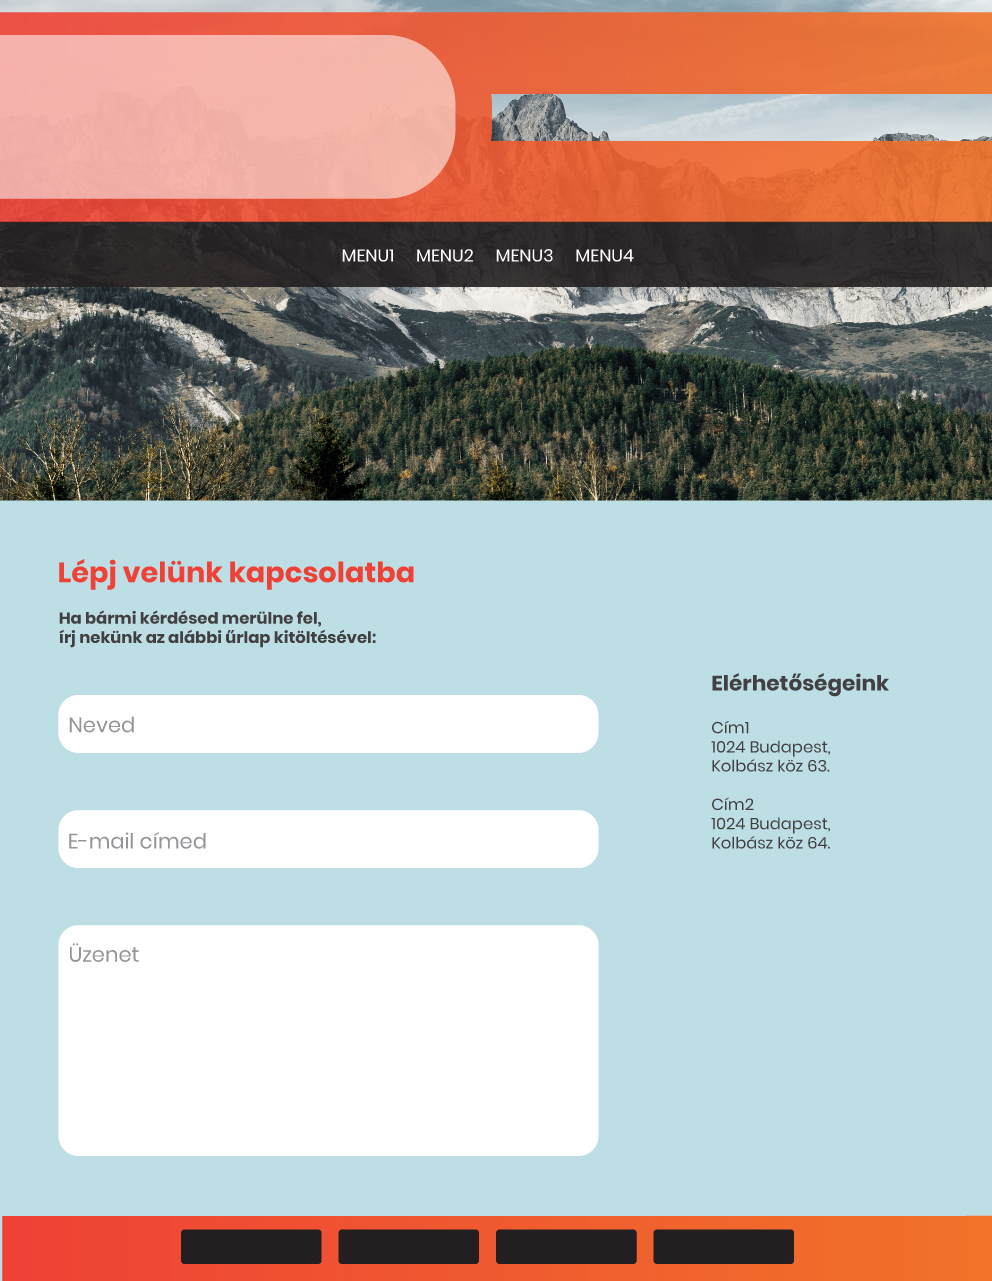 MENU1 MENU2 MENU3 MENU4
Lépj velünk kapcsolatba
Ha bármi kérdésed merülne fel,
írj nekünk az alábbi űrlap kitöltésével:
Neved
E-mail címed
Üzenet
Elérhetőségeink
Cím1
1024 Budapest,
Kolbász köz 63.
Cím2
1024 Budapest,
Kolbász köz 64.